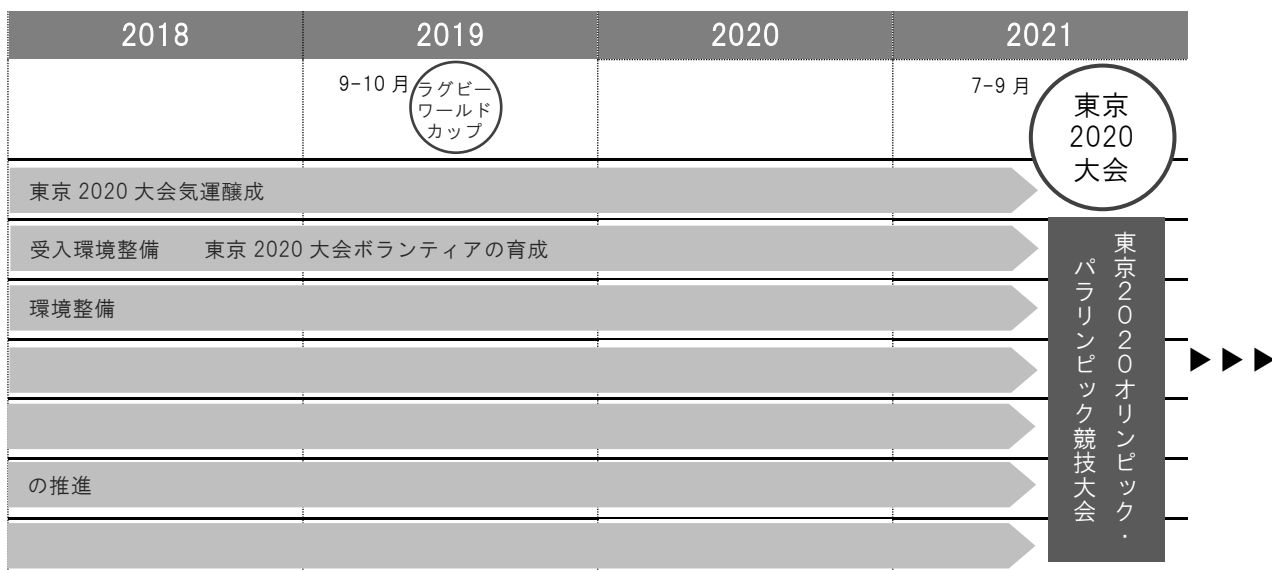 2018 2019 2020 2021
9-10 月
ラグビー
ワールド
カップ
7-9 月
東京
2020
大会
東京 2020 大会気運醸成
受入環境整備 東京 2020 大会ボランティアの育成
環境整備
の推進
東京2020オリンピック・
パラリンピック競技大会